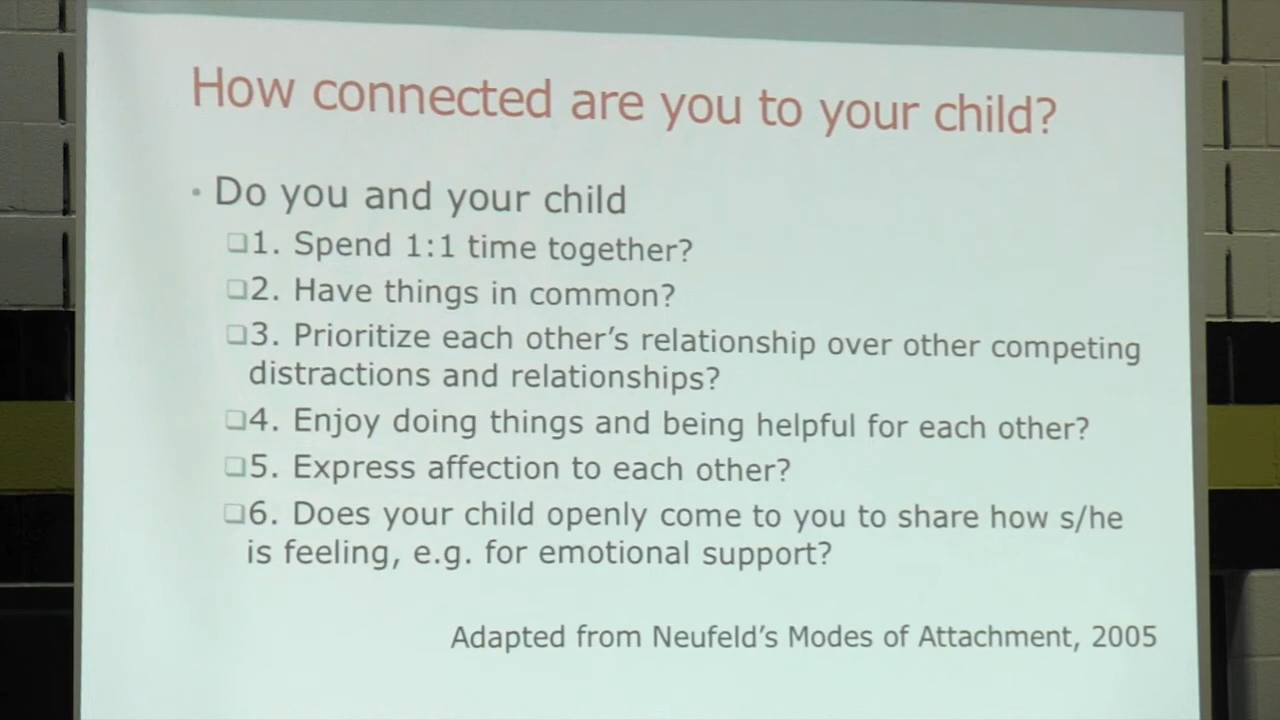 How connected are you to your child?
• Do you and your child
❑1. Spend 1:1 time together?
❑2. Have things in common?
❑3. Prioritize each other's relationship over other competing
distractions and relationships?
❑4. Enjoy doing things and being helpful for each other?
❑5. Express affection to each other?
❑6. Does your child openly come to you to share how s/he
is feeling, e.g. for emotional support?
Adapted from Neufeld's Modes of Attachment, 2005